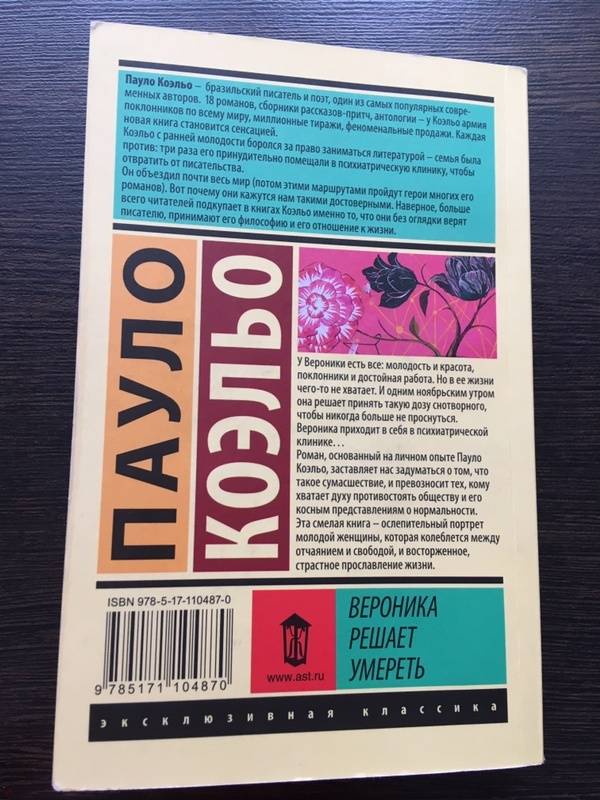 Пауло Коэльо – бразильский писатель и поэт, один из самых популярных совре-
менных авторов. 18 романов, сборники рассказов-притч, антологии – у Коэльо армия
поклонников по всему миру, миллионные тиражи, феноменальные продажи. Каждая
новая книга становится сенсацией.
Коэльо с ранней молодости боролся за право заниматься литературой – семья была
против: три раза его принудительно помещали в психиатрическую клинику, чтобы
отвратить от писательства.
Он объездил почти весь мир (потом этими маршрутами пройдут герои многих его
романов). Вот почему они кажутся нам такими достоверными. Наверное, больше
всего читателей подкупает в книгах Коэльо именно то, что они без оглядки верят
писателю, принимают его философию и его отношение к жизни.
ПАУЛО
КОЭЛЬО
У Вероники есть все: молодость и красота,
поклонники и достойная работа. Но в ее жизни
чего-то не хватает. И одним ноябрьским утром
она решает принять такую дозу снотворного,
чтобы никогда больше не проснуться.
Вероника приходит в себя в психиатрической
клинике…
Роман, основанный на личном опыте Пауло
Коэльо, заставляет нас задуматься о том, что
такое сумасшествие, и превозносит тех, кому
хватает духу противостоять обществу и его
косным представлениям о нормальности.
Эта смелая книга – ослепительный портрет
молодой женщины, которая колеблется между
отчаянием и свободой, и восторженное,
страстное прославление жизни.
ISBN 978-5-17-110487-0
9 785171 104870
www.ast.ru
ВЕРОНИКА
РЕШАЕТ
УМЕРЕТЬ
эксклюзивная классика